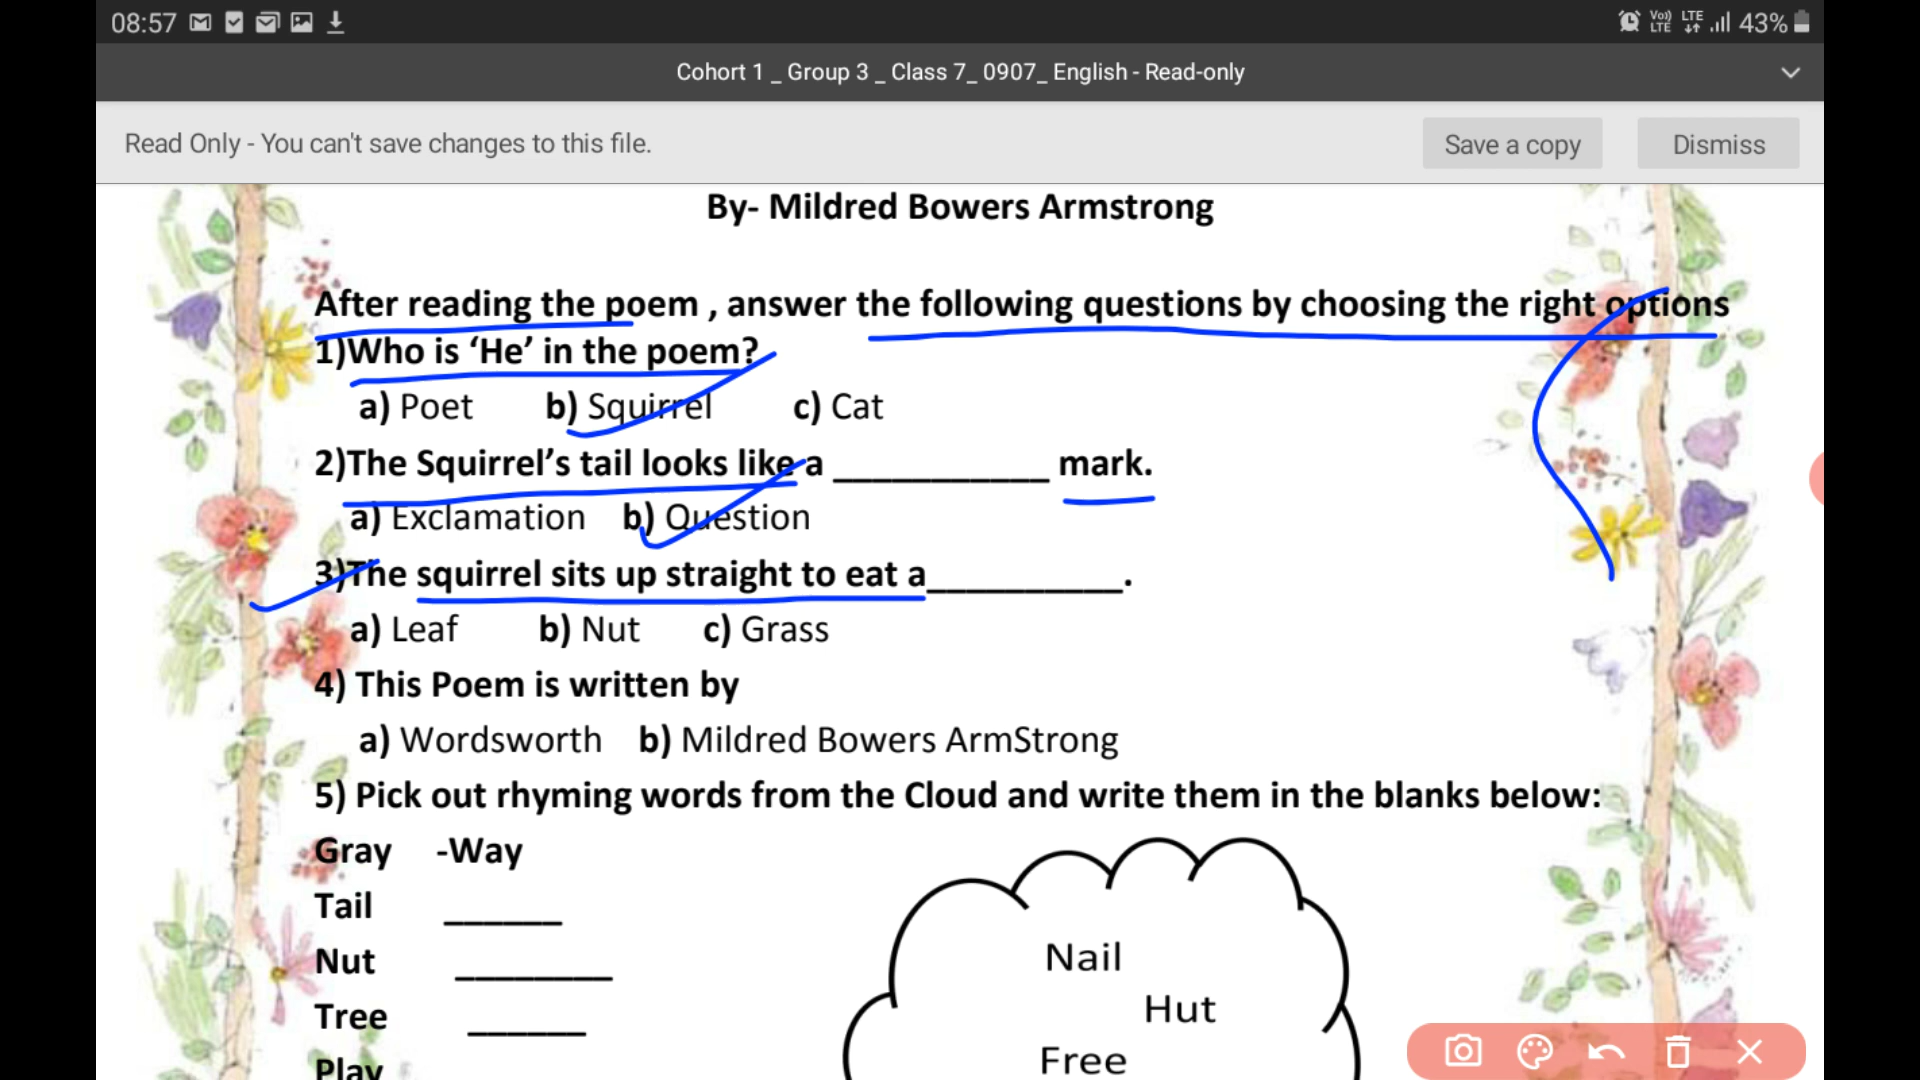 08:57
Vo) LTE LTE 43%
Cohort 1 _ Group 3 _ Class 7_ 0907_ English - Read-only
Read Only - You can't save changes to this file.
Save a copy
Dismiss
By- Mildred Bowers Armstrong
After reading the poem , answer the following questions by choosing the right options
1)Who is ‘He’ in the poem?
a) Poet b) Squirrel c) Cat
2)The Squirrel’s tail looks like a ___________ mark.
a) Exclamation b) Question
3)The squirrel sits up straight to eat a__________.
a) Leaf b) Nut c) Grass
4) This Poem is written by
a) Wordsworth b) Mildred Bowers ArmStrong
5) Pick out rhyming words from the Cloud and write them in the blanks below:
Gray -Way
Tail ______
Nut ________
Tree ______
Play
Nail
Hut
Free